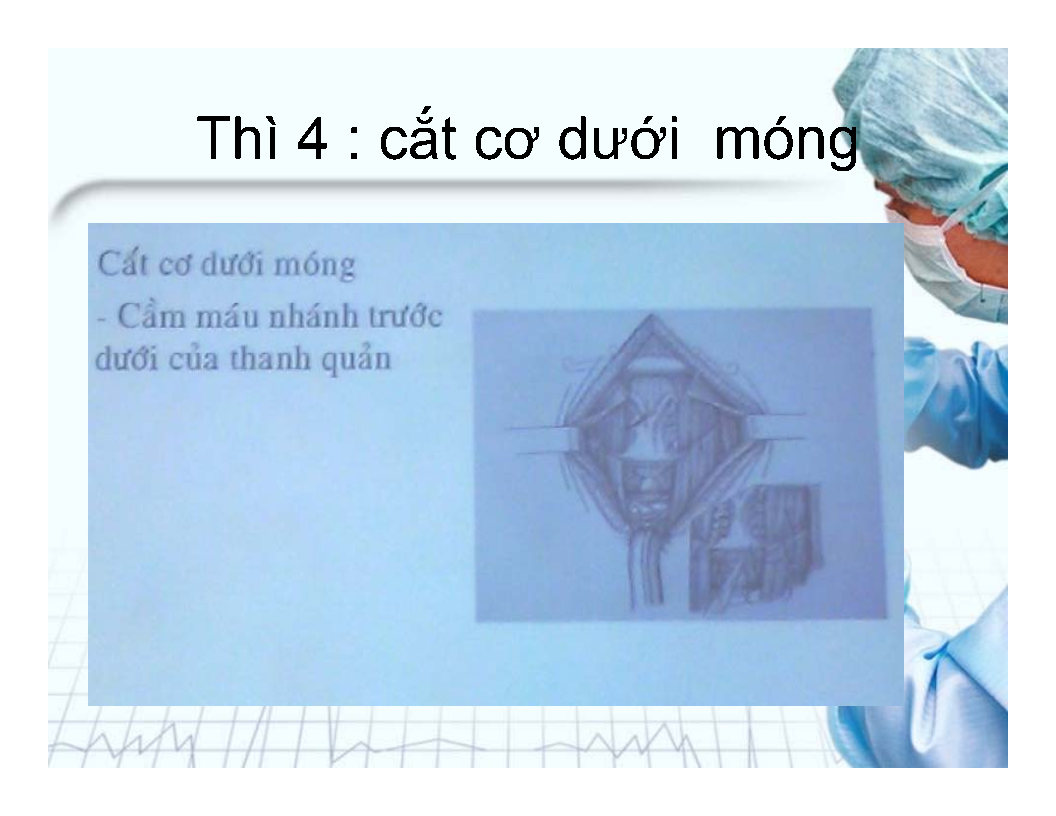 Thì 4 : cắt cơ dưới móng
Cắt cơ dưới móng
- Cầm máu nhánh trước
dưới của thanh quản